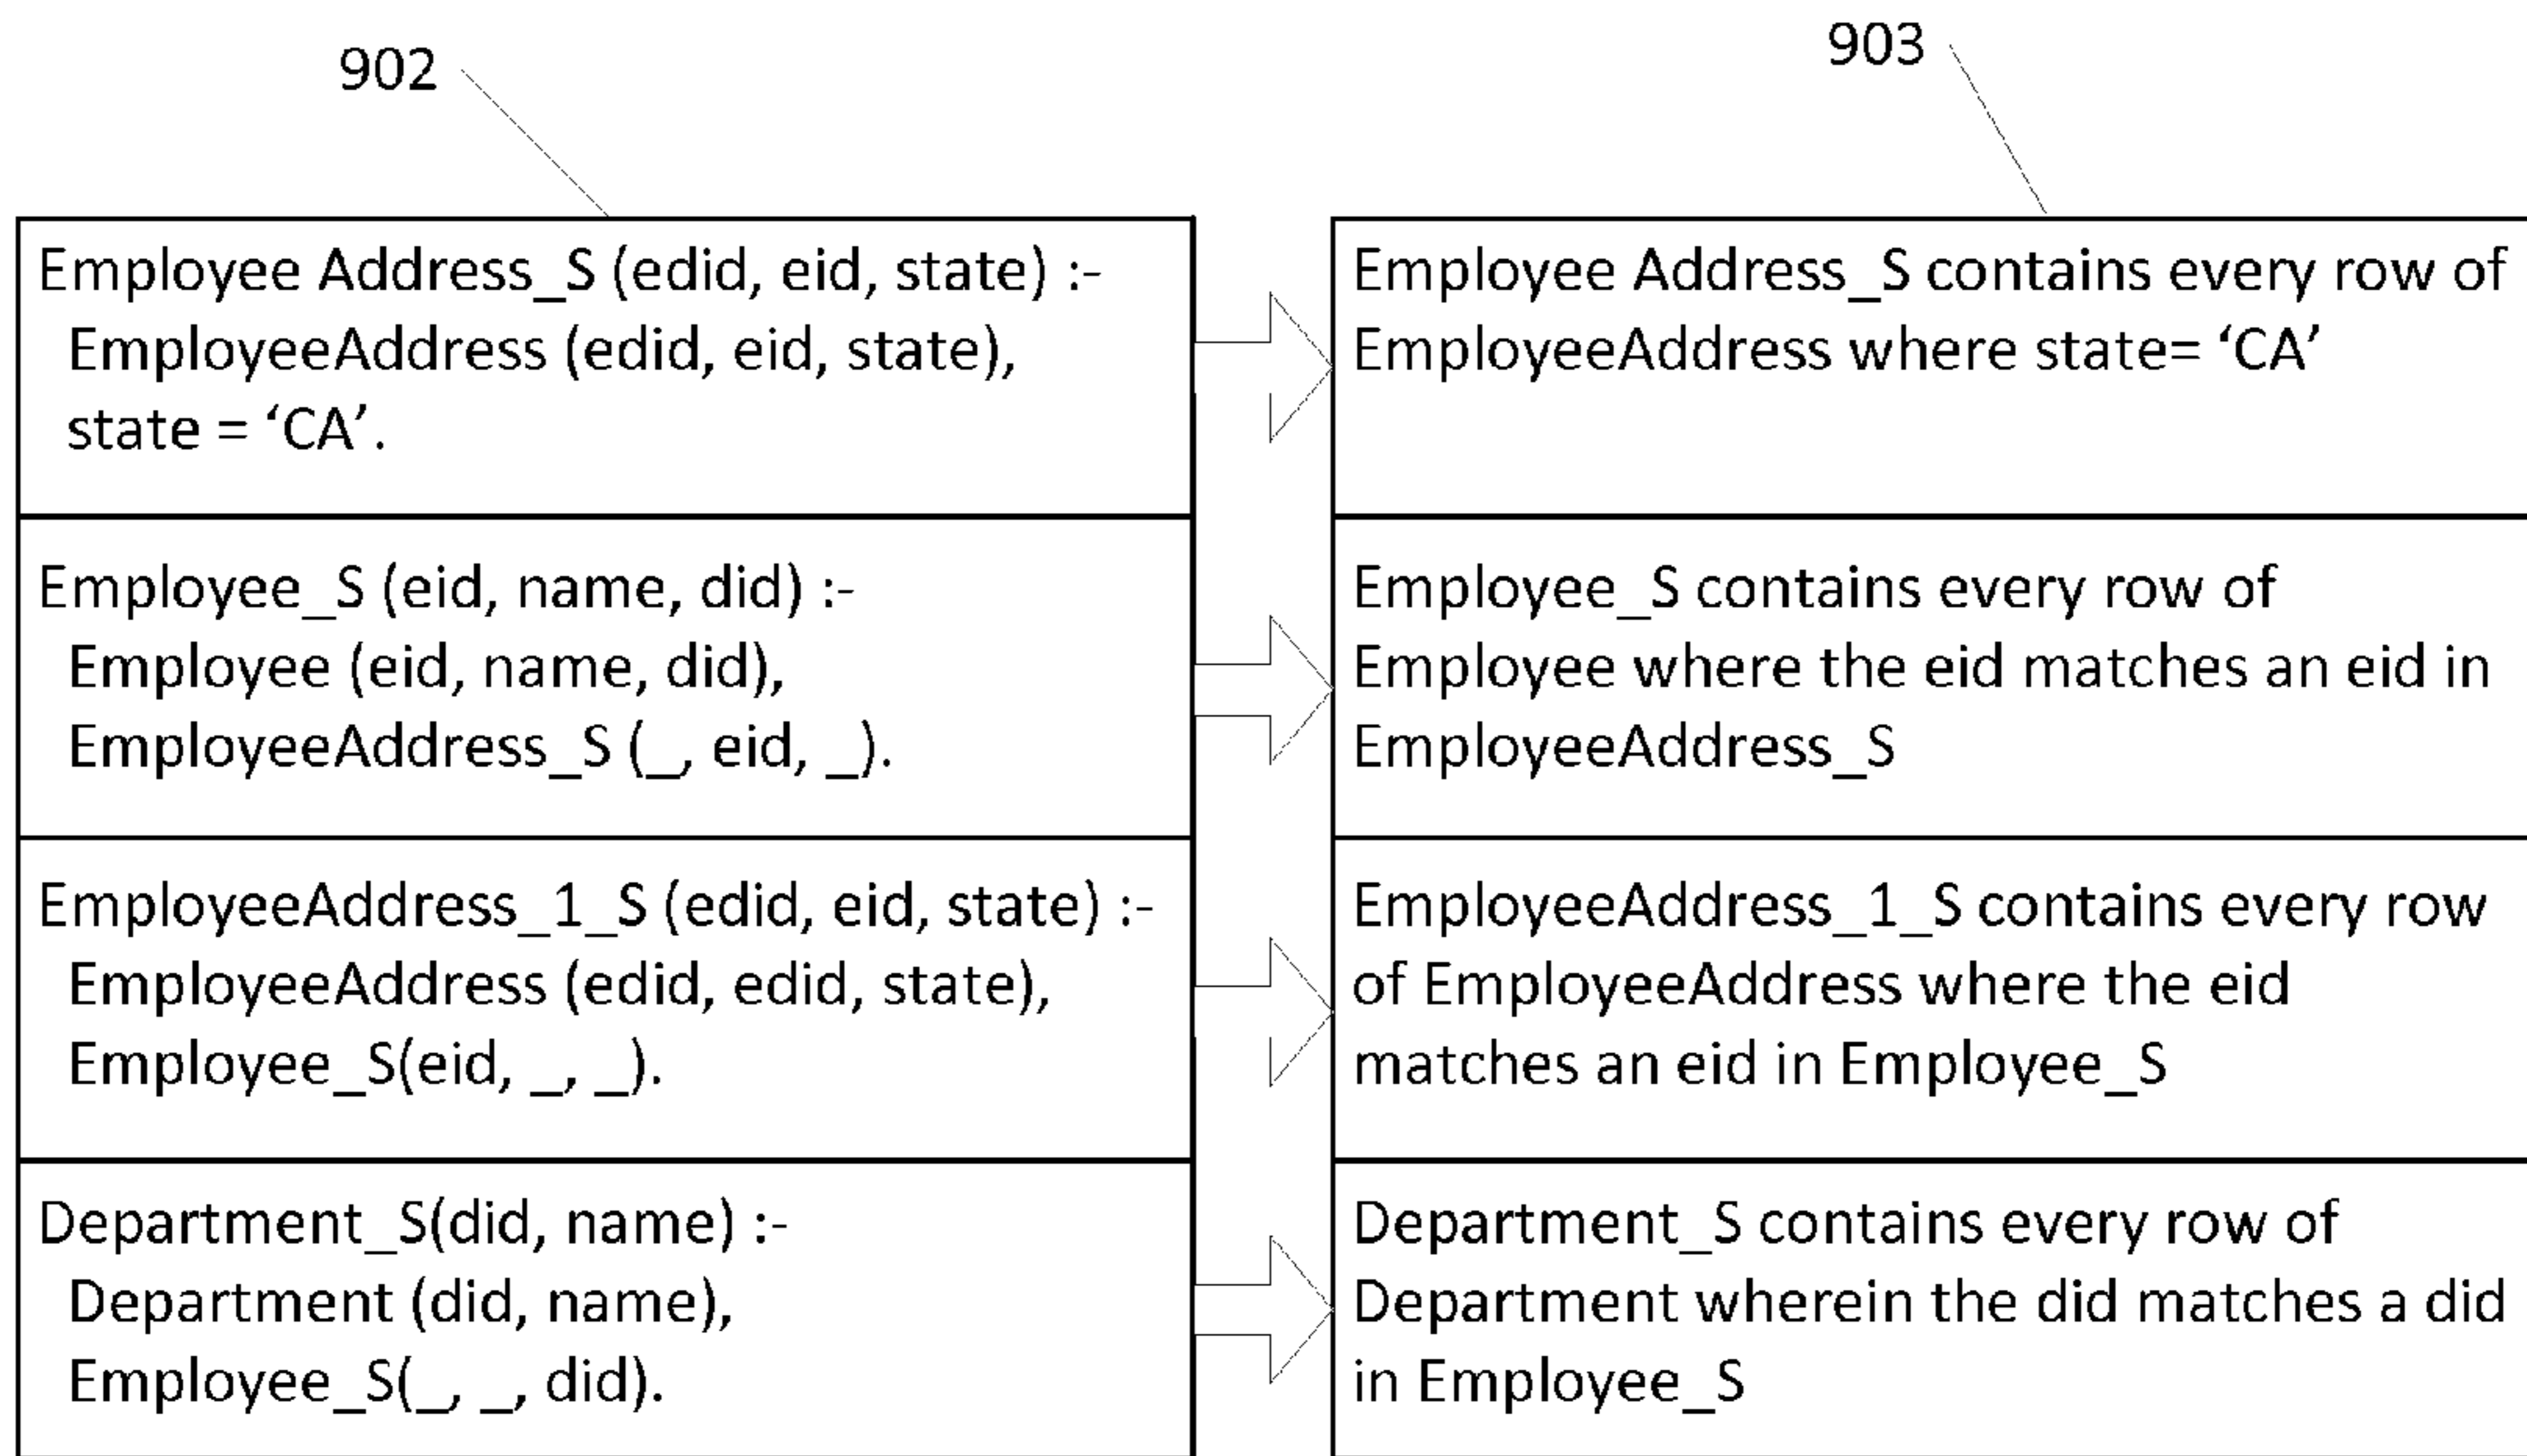 902
903
Employee Address_S (edid, eid, state) :-
EmployeeAddress (edid, eid, state),
state = ‘CA’.
Employee Address_S contains every row of
EmployeeAddress where state= ‘CA’
Employee_S (eid, name, did) :-
Employee (eid, name, did),
EmployeeAddress_S (_, eid, _).
Employee_S contains every row of
Employee where the eid matches an eid in
EmployeeAddress_S
EmployeeAddress_1_S (edid, eid, state) :-
EmployeeAddress (edid, edid, state),
Employee_S(eid, _, _).
EmployeeAddress_1_S contains every row
of EmployeeAddress where the eid
matches an eid in Employee_S
Department_S(did, name) :-
Department (did, name),
Employee_S(_, _, did).
Department_S contains every row of
Department wherein the did matches a did
in Employee_S